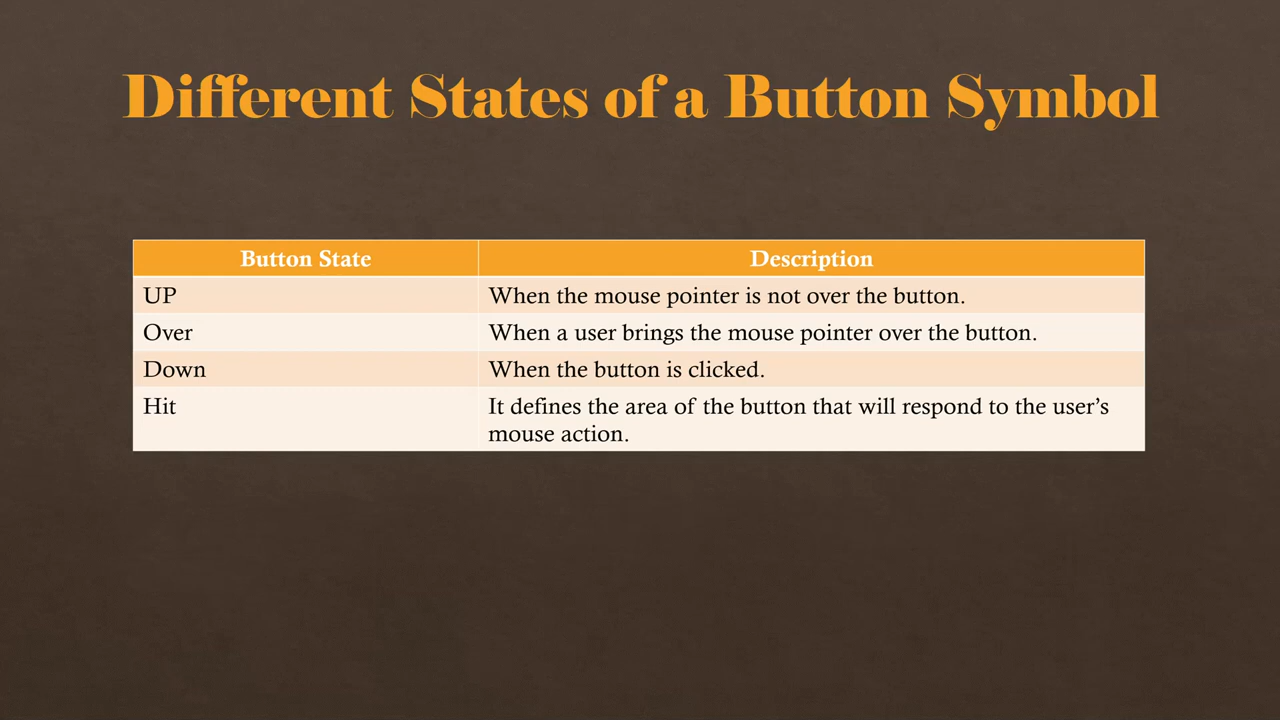 Different States of a Button Symbol
Button State Description
UP When the mouse pointer is not over the button.
Over When a user brings the mouse pointer over the button.
Down When the button is clicked.
Hit It defines the area of the button that will respond to the user’s
mouse action.